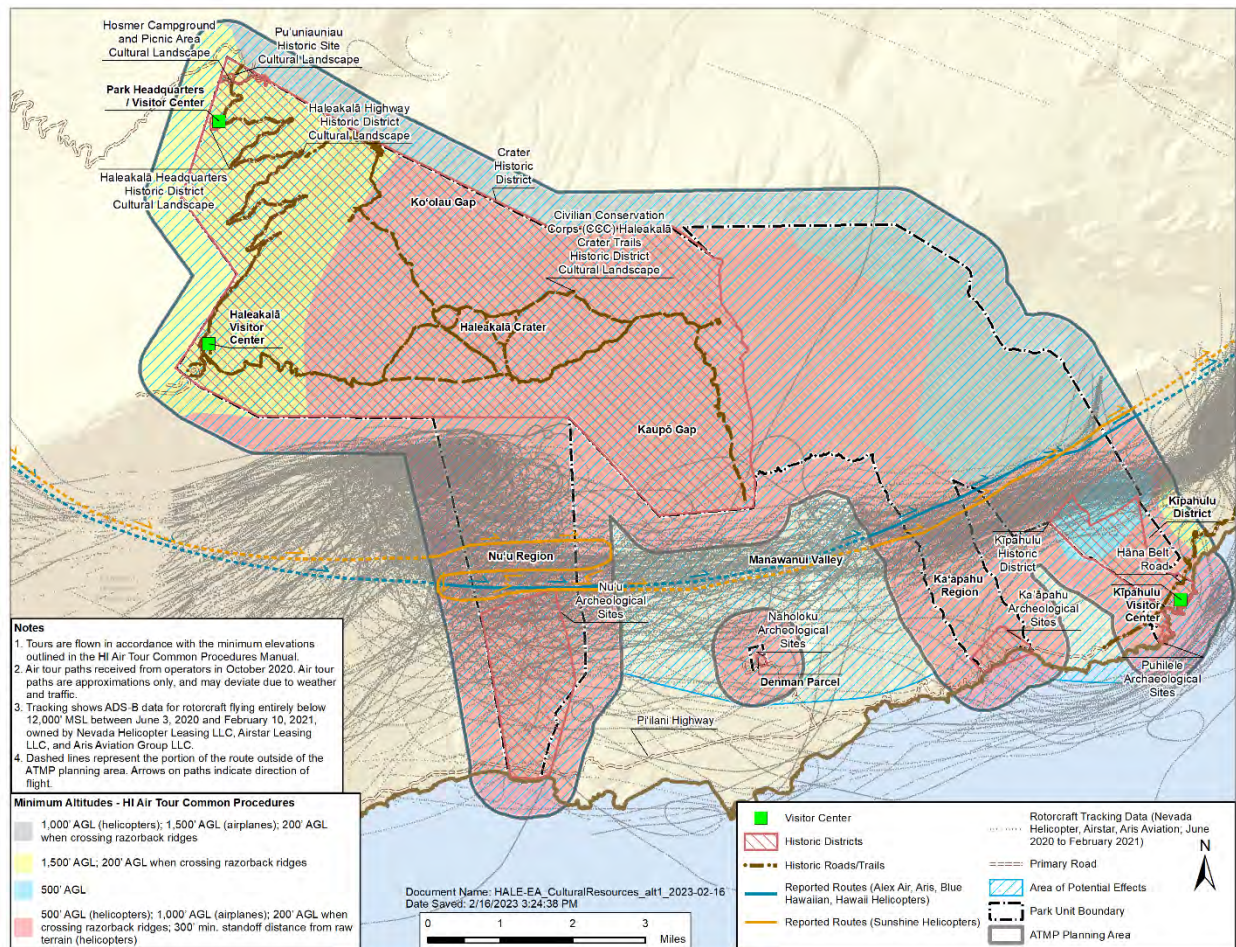 Hosmer Campground
and Picnic Area
Cultural Landscape
Pu'uniauniau
Historic Site
Cultural Landscape
Park Headquarters
/ Visitor Center
Haleakalā Highway
Historic District
Cultural Landscape
Crater
Historic
District
Haleakalā Headquarters
Historic District
Cultural Landscape
Ko'olau Gap
Civilian Conservation
Corps (CCC) Haleakalā
Crater Trails
Historic District
Cultural Landscape
Haleakalā
Visitor
Center
Haleakalā Crater
Kaupō Gap
Kīpahulu
District
Nu'u Region
Manawanui Valley
Kīpahulu
Historic
District
Hāna Belt
Road
Nu'u
Archeological
Sites
Ka'āpahu
Region
Ka'āpahu
Archeological
Sites
Kīpahulu
Visitor
Center
Nāholoku
Archeological
Sites
Denman Parcel
Puhilele
Archaeological
Sites
Pi'ilani Highway
Notes
1. Tours are flown in accordance with the minimum elevations
outlined in the HI Air Tour Common Procedures Manual.
2. Air tour paths received from operators in October 2020. Air tour
paths are approximations only, and may deviate due to weather
and traffic.
3. Tracking shows ADS-B data for rotorcraft flying entirely below
12,000' MSL between June 3, 2020 and February 10, 2021,
owned by Nevada Helicopter Leasing LLC, Airstar Leasing
LLC, and Aris Aviation Group LLC.
4. Dashed lines represent the portion of the route outside of the
ATMP planning area. Arrows on paths indicate direction of
flight.
Minimum Altitudes - HI Air Tour Common Procedures
1,000' AGL (helicopters); 1,500' AGL (airplanes); 200' AGL
when crossing razorback ridges
1,500' AGL; 200' AGL when crossing razorback ridges
500' AGL
500' AGL (helicopters); 1,000' AGL (airplanes); 200' AGL when
crossing razorback ridges; 300' min. standoff distance from raw
terrain (helicopters)
Document Name: HALE-EA_CulturalResources_alt1_2023-02-16
Date Saved: 2/16/2023 3:24:38 PM
0 1 2 3
Miles
Visitor Center
Historic Districts
Historic Roads/Trails
Reported Routes (Alex Air, Aris, Blue
Hawaiian, Hawaii Helicopters)
Reported Routes (Sunshine Helicopters)
Rotorcraft Tracking Data (Nevada
Helicopter, Airstar, Aris Aviation; June
2020 to February 2021)
Primary Road
Area of Potential Effects
Park Unit Boundary
ATMP Planning Area
N